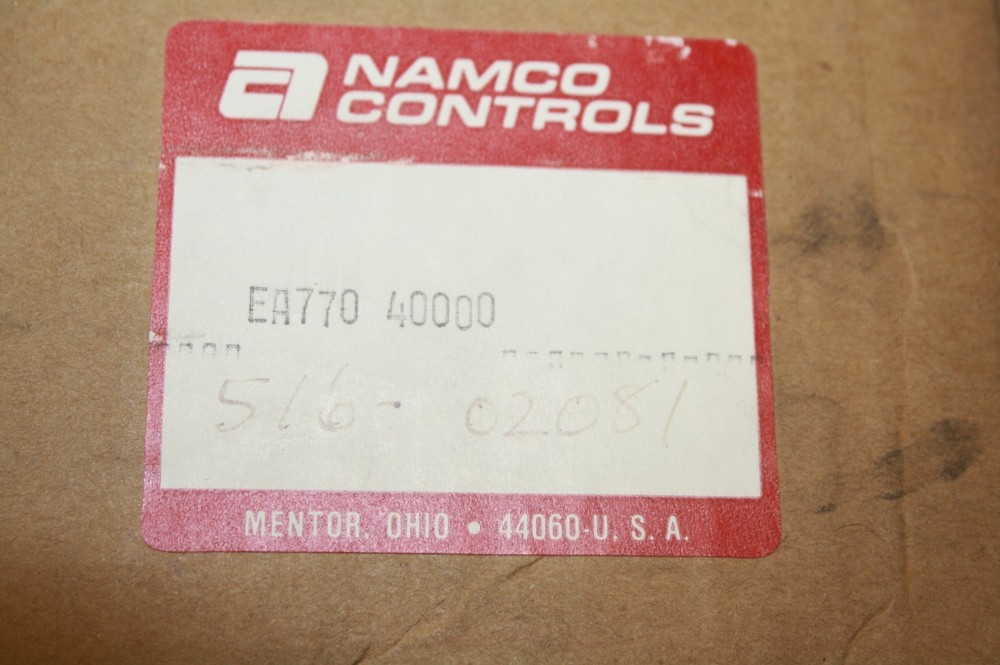 NAMCO
CONTROLS
EA770 40000
516- 02081
MENTOR, OHIO • 44060-U. S. A.